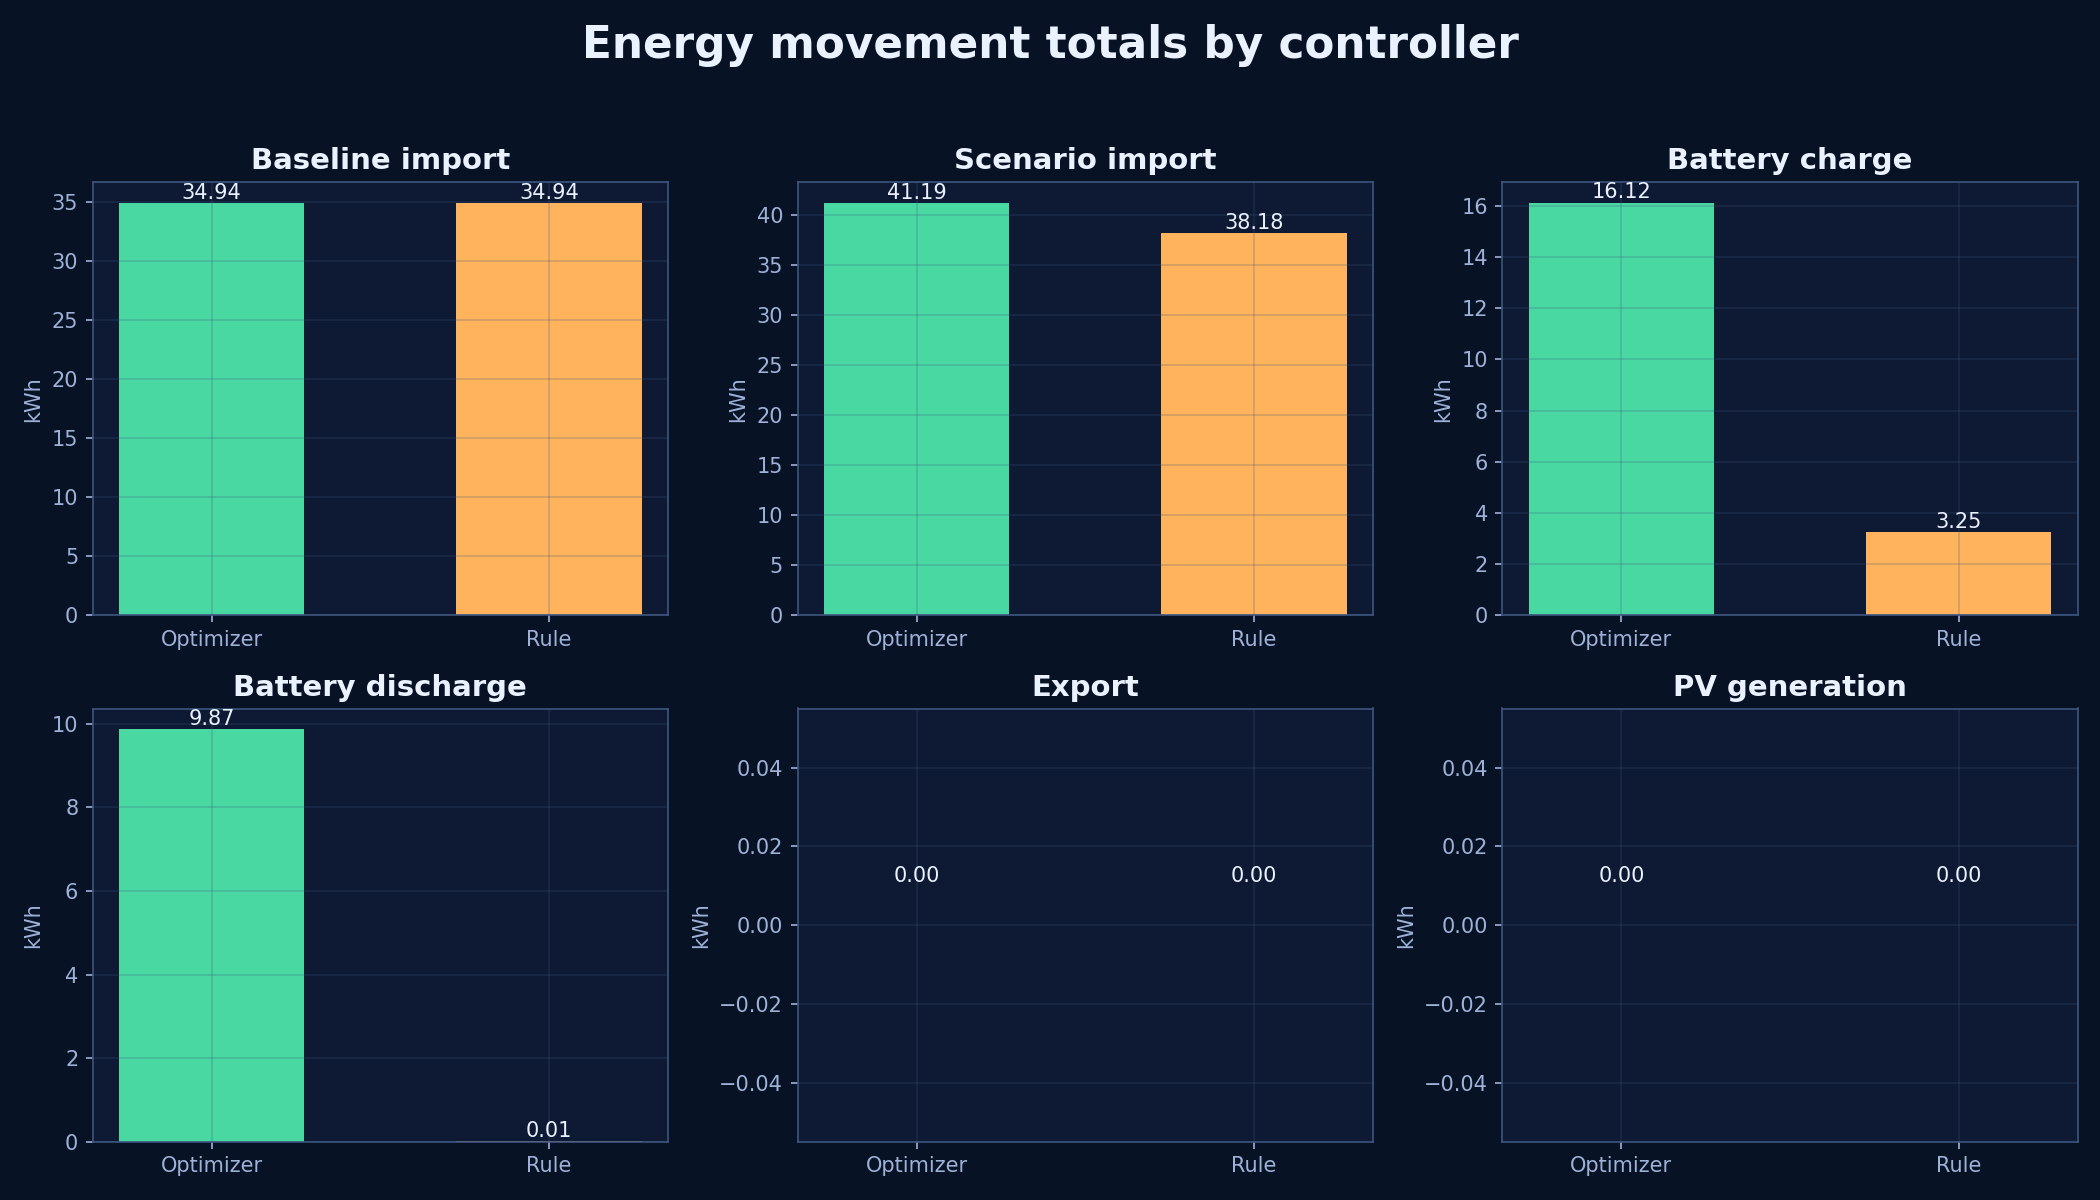 Energy movement totals by controller
Baseline import
34.94
34.94
35
30
25
20
15
10
5
0
kWh
Optimizer
Rule
Scenario import
41.19
38.18
40
35
30
25
20
15
10
5
0
kWh
Optimizer
Rule
Battery charge
16.12
3.25
16
14
12
10
8
6
4
2
0
kWh
Optimizer
Rule
Battery discharge
9.87
0.01
10
8
6
4
2
0
kWh
Optimizer
Rule
Export
0.04
0.02
0.00
−0.02
−0.04
0.00
0.00
kWh
Optimizer
Rule
PV generation
0.04
0.02
0.00
−0.02
−0.04
0.00
0.00
kWh
Optimizer
Rule